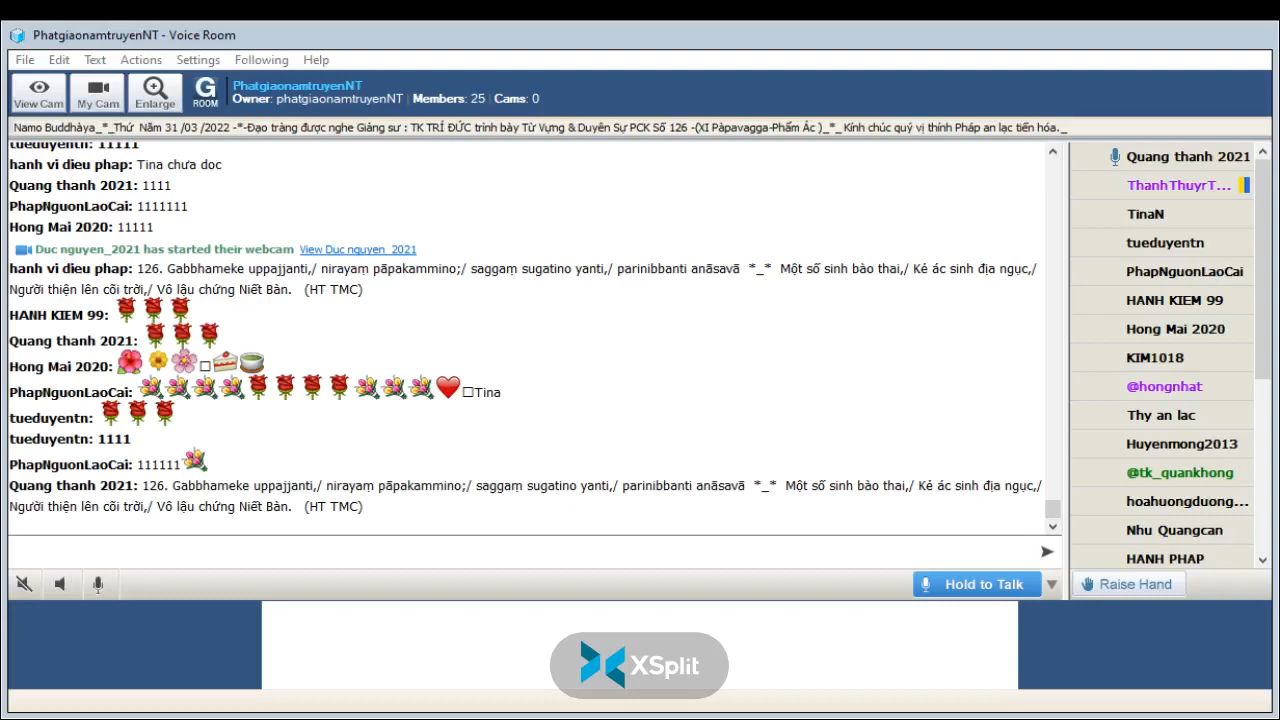 PhatgiaonamtruyenNT - Voice Room
File Edit Text Actions Settings Following Help
View Cam My Cam Enlarge G ROOM
PhatgiaonamtruyenNT
Owner: phatgiaonamtruyenNT Members: 25 Cams: 0
Namo Buddhàya_*_Thứ Năm 31 /03 /2022 -*-Đạo tràng được nghe Giảng sư : TK TRÍ ĐỨC trình bày Từ Vựng & Duyên Sự PCK Số 126 -(XI Pàpavagga-Phẩm Ác )_*_ Kính chúc quý vị thính Pháp an lạc tiến hóa._
tueduyentn: 11111
hanh vi dieu phap: Tina chưa doc
Quang thanh 2021: 1111
PhapNguonLaoCai: 1111111
Hong Mai 2020: 11111
Duc nguyen_2021 has started their webcam View Duc nguyen_2021
hanh vi dieu phap: 126. Gabbhameke uppajjanti,/ nirayaṃ pāpakammino;/ saggaṃ sugatino yanti,/ parinibbanti anāsavā *_* Một số sinh bào thai,/ Kẻ ác sinh địa ngục,/
Người thiện lên cõi trời,/ Vô lậu chứng Niết Bàn. (HT TMC)
HANH KIEM 99:
Quang thanh 2021:
Hong Mai 2020:
PhapNguonLaoCai: Tina
tueduyentn:
tueduyentn: 1111
PhapNguonLaoCai: 111111
Quang thanh 2021: 126. Gabbhameke uppajjanti,/ nirayaṃ pāpakammino;/ saggaṃ sugatino yanti,/ parinibbanti anāsavā *_* Một số sinh bào thai,/ Kẻ ác sinh địa ngục,/
Người thiện lên cõi trời,/ Vô lậu chứng Niết Bàn. (HT TMC)
Hold to Talk
Quang thanh 2021
ThanhThuyrT...
TinaN
tueduyentn
PhapNguonLaoCai
HANH KIEM 99
Hong Mai 2020
KIM1018
@hongnhat
Thy an lac
Huyenmong2013
@tk_quankhong
hoahuongduong...
Nhu Quangcan
HANH PHAP
Raise Hand
XSplit